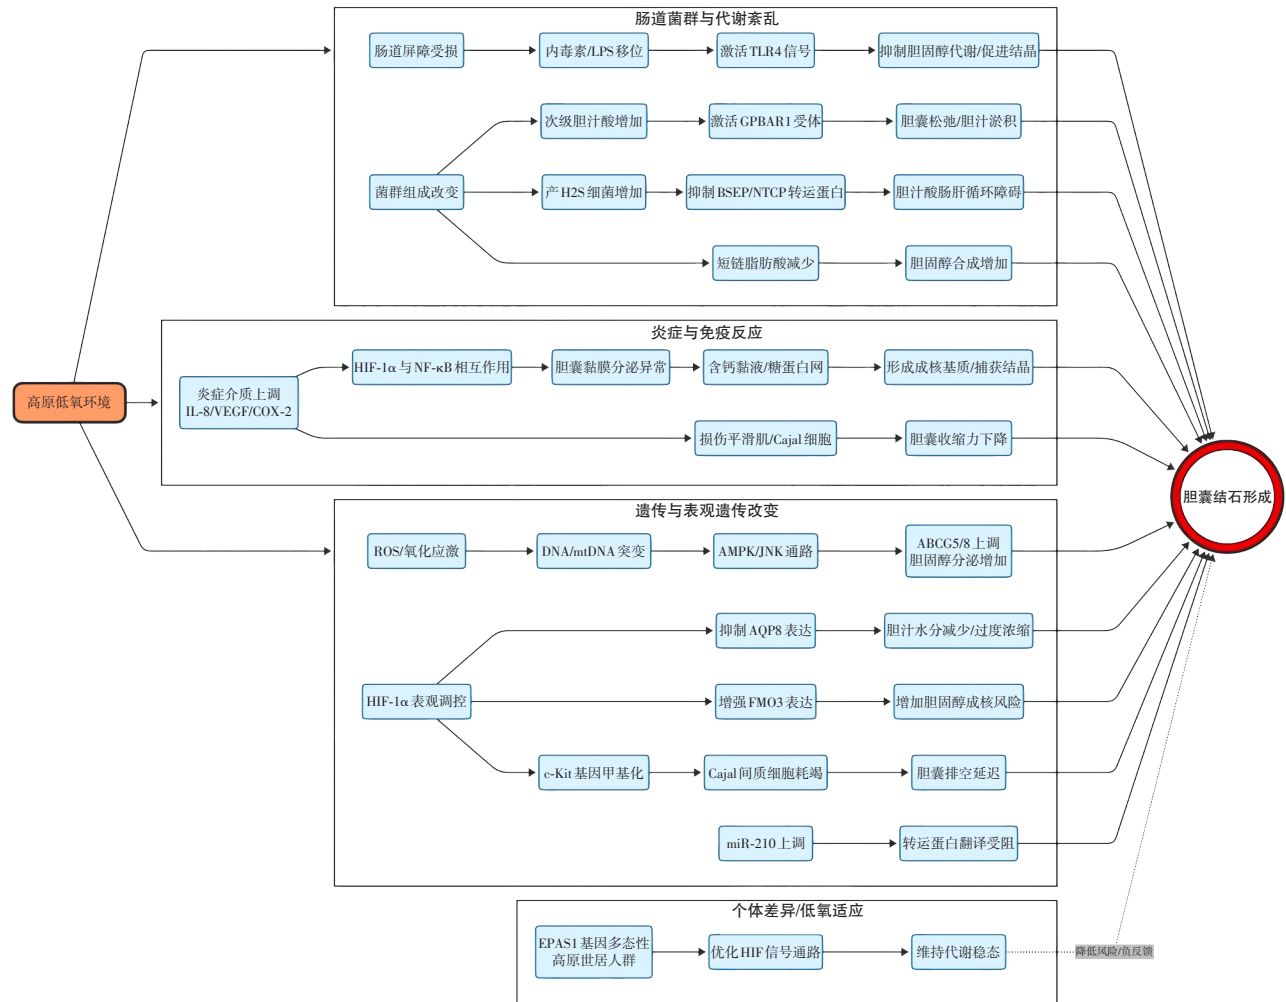 肠道菌群与代谢紊乱
肠道屏障受损
内毒素/LPS移位
激活TLR4信号
抑制胆固醇代谢/促进结晶
次级胆汁酸增加
激活GPBAR1受体
胆囊松弛/胆汁淤积
菌群组成改变
产H2S细菌增加
抑制BSEP/NTCP转运蛋白
胆汁酸肠肝循环障碍
短链脂肪酸减少
胆固醇合成增加
炎症与免疫反应
高原低氧环境
炎症介质上调
IL-8/VEGF/COX-2
HIF-1α与NF-κB相互作用
胆囊黏膜分泌异常
含钙黏液/糖蛋白网
形成成核基质/捕获结晶
损伤平滑肌/Cajal细胞
胆囊收缩力下降
胆囊结石形成
遗传与表观遗传改变
ROS/氧化应激
DNA/mtDNA突变
AMPK/JNK通路
ABCG5/8上调
胆固醇分泌增加
抑制AQP8表达
胆汁水分减少/过度浓缩
HIF-1α表观调控
增强FMO3表达
增加胆固醇成核风险
c-Kit基因甲基化
Cajal间质细胞耗竭
胆囊排空延迟
miR-210上调
转运蛋白翻译受阻
个体差异/低氧适应
EPAS1基因多态性
高原世居人群
优化HIF信号通路
维持代谢稳态
降低风险/负反馈